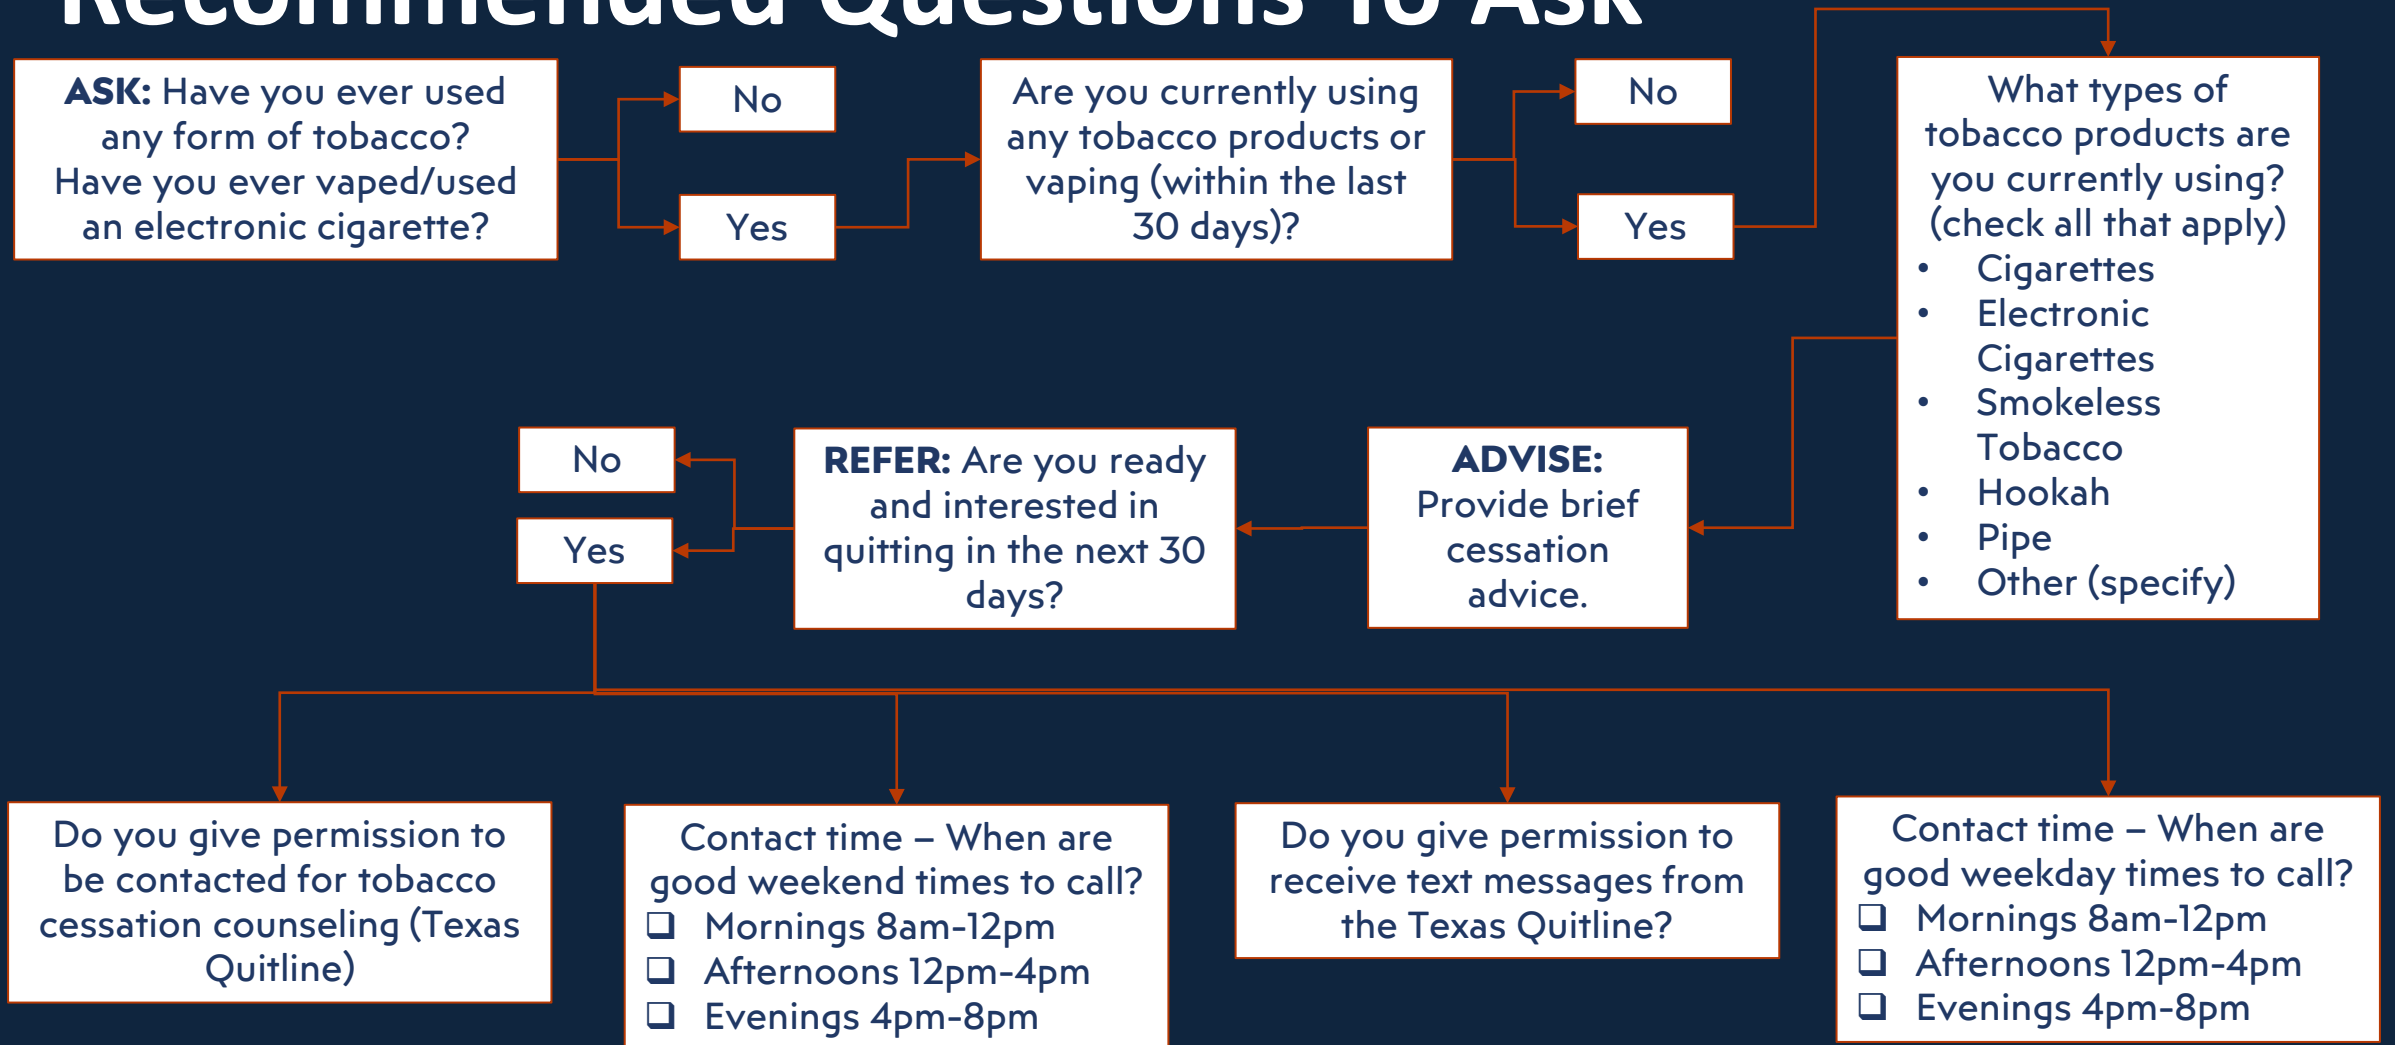 Recommended Questions To Ask
ASK: Have you ever used
any form of tobacco?
Have you ever vaped/used
an electronic cigarette?
No
Yes
Are you currently using
any tobacco products or
vaping (within the last
30 days)?
No
Yes
What types of
tobacco products are
you currently using?
(check all that apply)
• Cigarettes
• Electronic
Cigarettes
• Smokeless
Tobacco
• Hookah
• Pipe
• Other (specify)
ADVISE:
Provide brief
cessation
advice.
REFER: Are you ready
and interested in
quitting in the next 30
days?
No
Yes
Do you give permission to
be contacted for tobacco
cessation counseling (Texas
Quitline)
Contact time – When are
good weekend times to call?
❑ Mornings 8am-12pm
❑ Afternoons 12pm-4pm
❑ Evenings 4pm-8pm
Do you give permission to
receive text messages from
the Texas Quitline?
Contact time – When are
good weekday times to call?
❑ Mornings 8am-12pm
❑ Afternoons 12pm-4pm
❑ Evenings 4pm-8pm